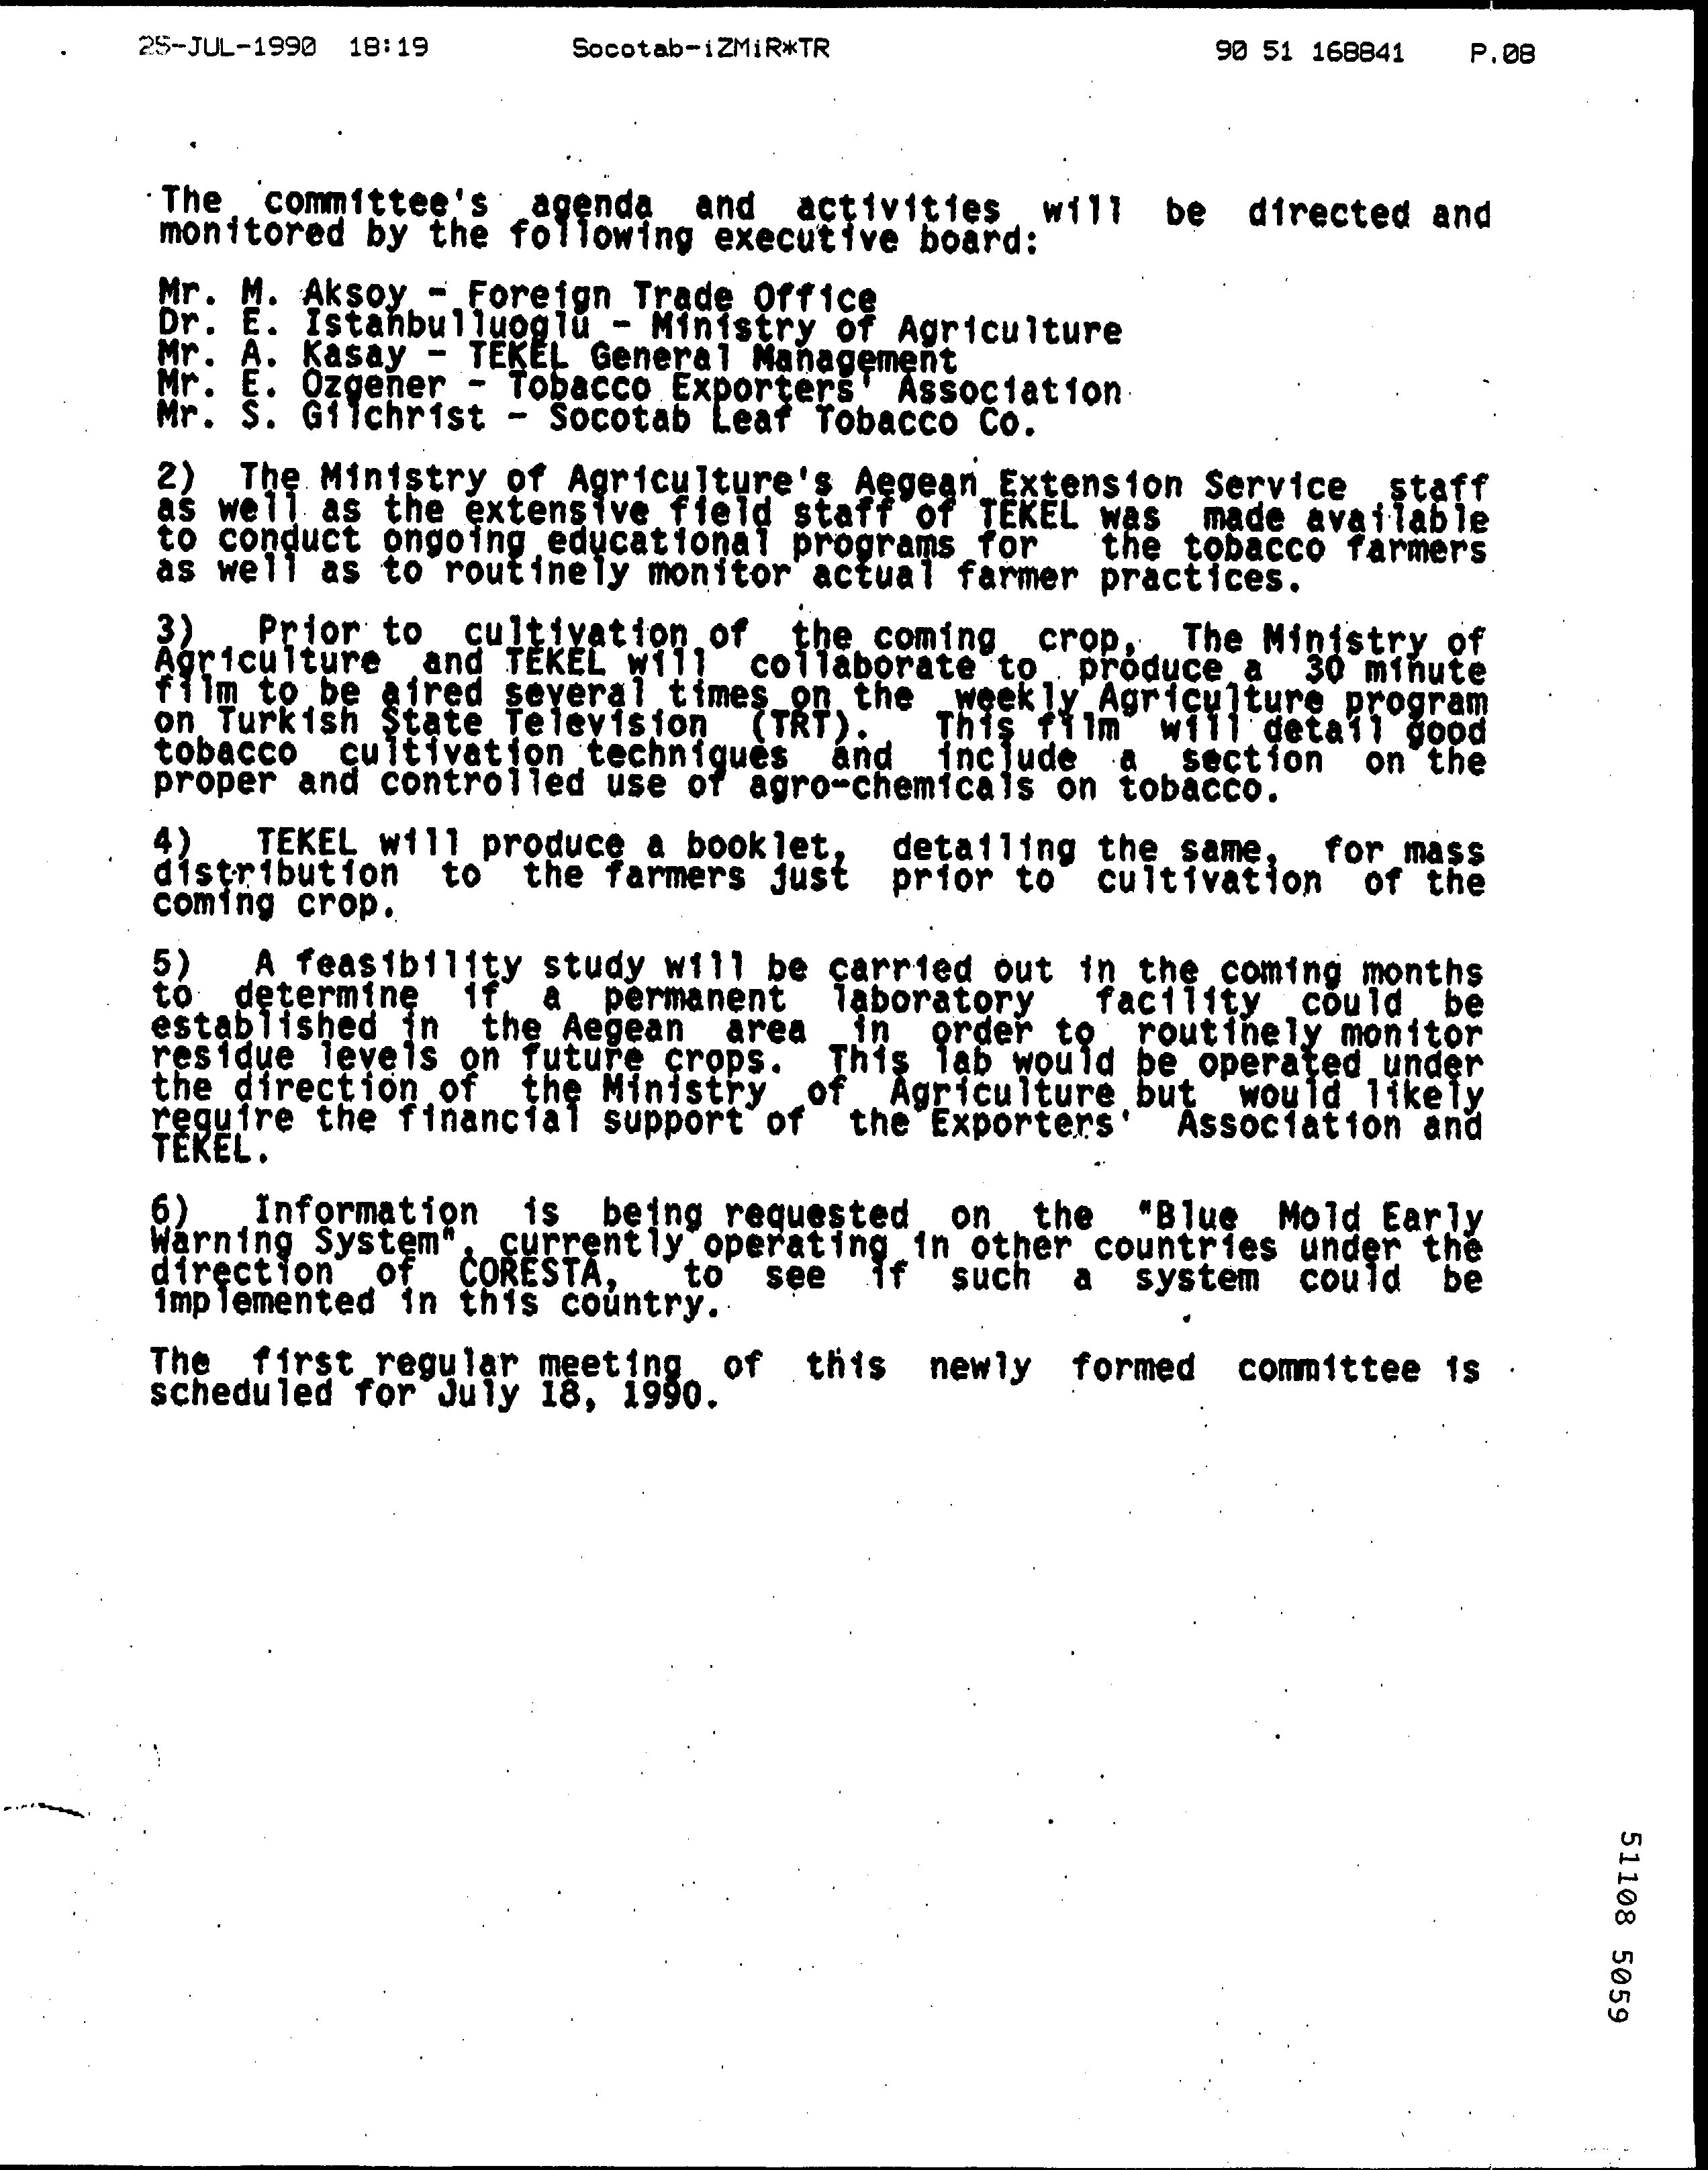 25-JUL-1990 18:19 Socotab-iZMiR*TR 90 51 168841 P.08
The committee's agenda and activities will be directed and
monitored by the following executive board:
Mr. M. Aksoy - Foreign Trade Office
Dr. E. Istanbulluoglu - Ministry of Agriculture
Mr. A. Kasay - TEKEL General Management
Mr. E. Ozgener - Tobacco Exporters' Association
Mr. S. Gilchrist - Socotab Leaf Tobacco Co.
2) The Ministry of Agriculture's Aegean Extension Service staff
as well as the extensive field staff of TEKEL was made available
to conduct ongoing educational programs for the tobacco farmers
as well as to routinely monitor actual farmer practices.
3) Prior to cultivation of the coming crop, The Ministry of
Agriculture and TEKEL will collaborate to produce a 30 minute
film to be aired several times on the weekly Agriculture program
on Turkish State Television (TRT). This film will detail good
tobacco cultivation techniques and include a section on the
proper and controlled use of agro-chemicals on tobacco.
4) TEKEL will produce a booklet, detailing the same, for mass
distribution to the farmers just prior to cultivation of the
coming crop.
5) A feasibility study will be carried out in the coming months
to determine if a permanent laboratory facility could be
established in the Aegean area in order to routinely monitor
residue levels on future crops. This lab would be operated under
the direction of the Ministry of Agriculture but would likely
require the financial support of the Exporters' Association and
TEKEL.
6) Information is being requested on the "Blue Mold Early
Warning System", currently operating in other countries under the
direction of CORESTA, to see if such a system could be
implemented in this country.
The first regular meeting of this newly formed committee is
scheduled for July 18, 1990.
51108 5059